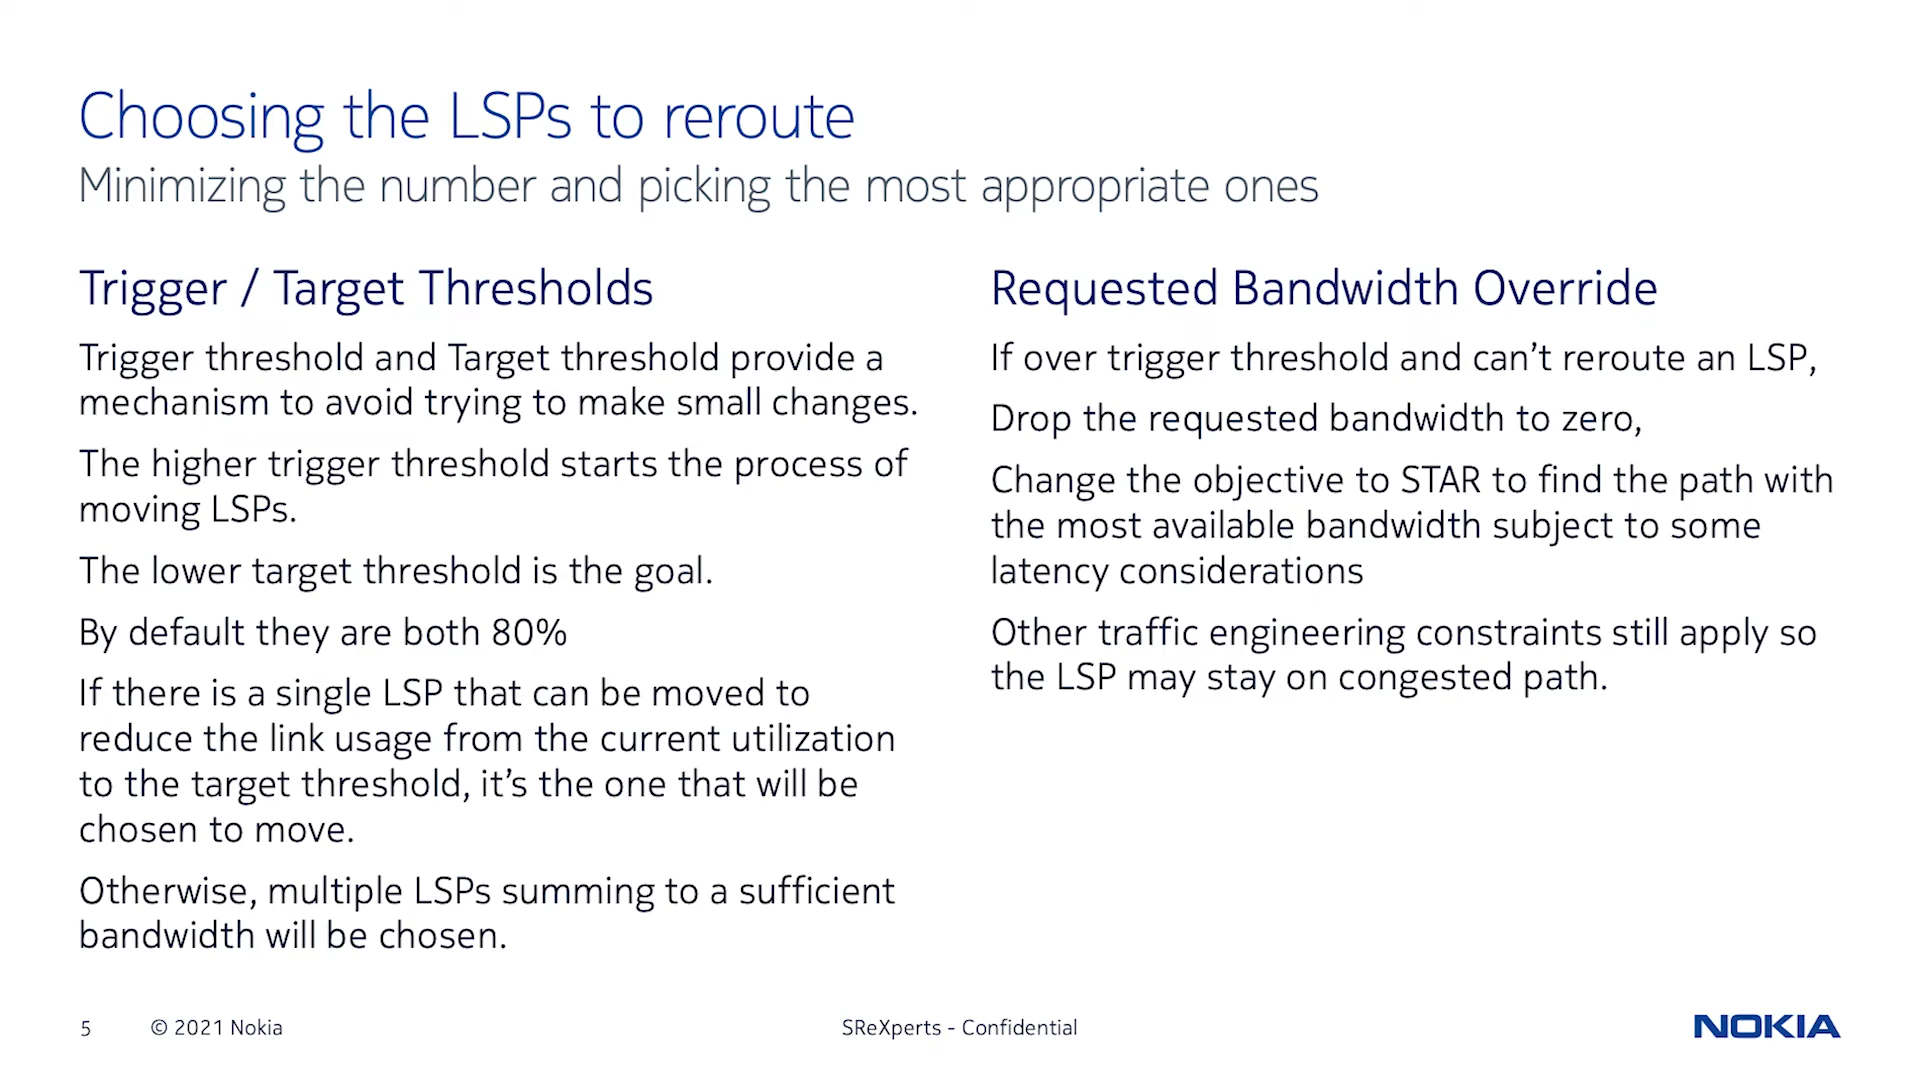 Choosing the LSPs to reroute
Minimizing the number and picking the most appropriate ones
Trigger / Target Thresholds
Trigger threshold and Target threshold provide a
mechanism to avoid trying to make small changes.
The higher trigger threshold starts the process of
moving LSPs.
The lower target threshold is the goal.
By default they are both 80%
If there is a single LSP that can be moved to
reduce the link usage from the current utilization
to the target threshold, it’s the one that will be
chosen to move.
Otherwise, multiple LSPs summing to a sufficient
bandwidth will be chosen.
Requested Bandwidth Override
If over trigger threshold and can’t reroute an LSP,
Drop the requested bandwidth to zero,
Change the objective to STAR to find the path with
the most available bandwidth subject to some
latency considerations
Other traffic engineering constraints still apply so
the LSP may stay on congested path.
5
© 2021 Nokia
SReXperts - Confidential
NOKIA